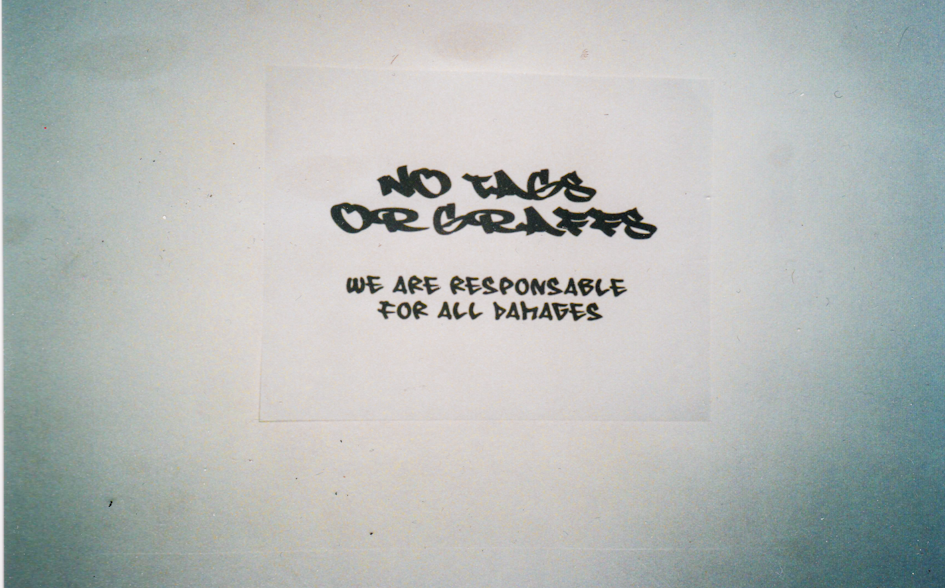 NO TAGS
OR GRAFFS
WE ARE RESPONSABLE
FOR ALL DAMAGES